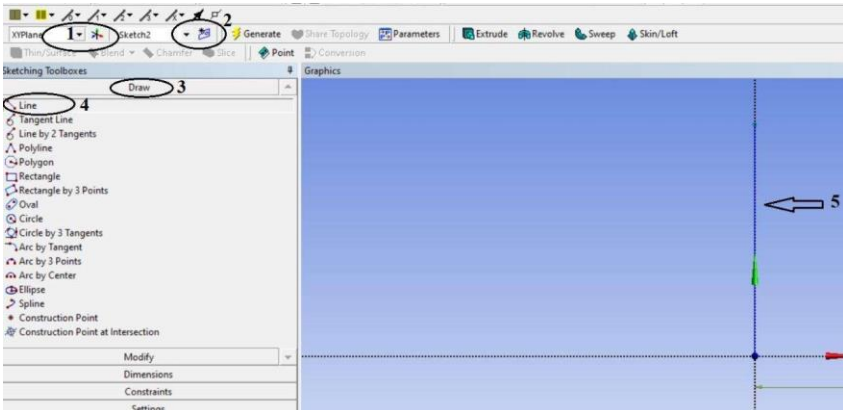 2
XYPlane 1 Sketch2 Generate Share Topology Parameters Extrude Revolve Sweep Skin/Loft
Thin/Surface Blend Chamfer Slice Point Conversion
Sketching Toolboxes Graphics
Draw 3
Line 4
Tangent Line
Line by 2 Tangents
Polyline
Polygon
Rectangle
Rectangle by 3 Points
Oval
5
Circle
Circle by 3 Tangents
Arc by Tangent
Arc by 3 Points
Arc by Center
Ellipse
Spline
Construction Point
Construction Point at Intersection
Modify
Dimensions
Constraints
Settings